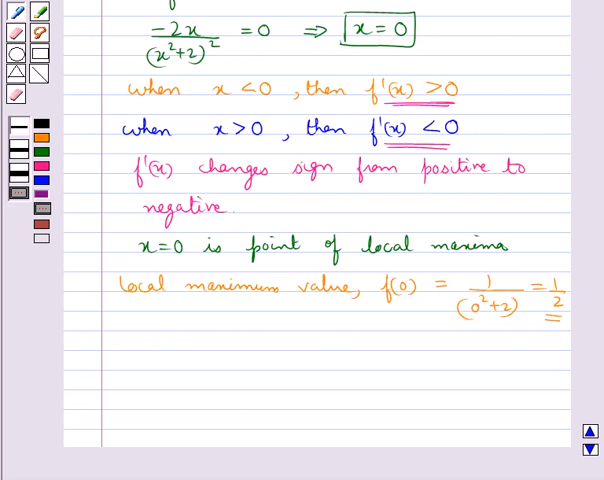 -2x/(x²+2)² = 0 ⇒ x = 0
when x < 0, then f'(x) > 0
when x > 0, then f'(x) < 0
f'(x) changes sign from positive to
negative.
x = 0 is point of local maxima
Local maximum value, f(0) = 1/(0²+2) = 1/2